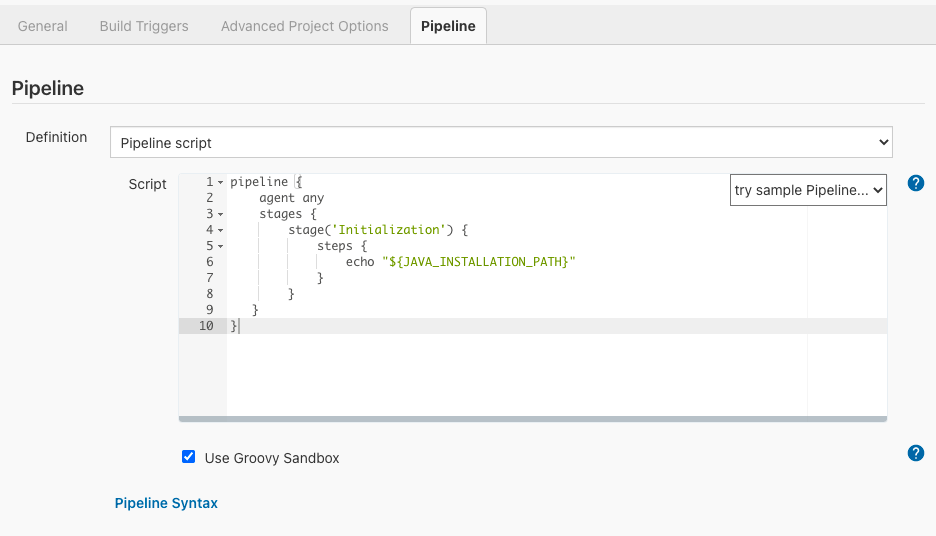 General Build Triggers Advanced Project Options Pipeline
Pipeline
Definition Pipeline script
Script
try sample Pipeline...
?
1 pipeline {
2     agent any
3     stages {
4         stage('Initialization') {
5             steps {
6                 echo "${JAVA_INSTALLATION_PATH}"
7             }
8         }
9    }
10 }
Use Groovy Sandbox
?
Pipeline Syntax